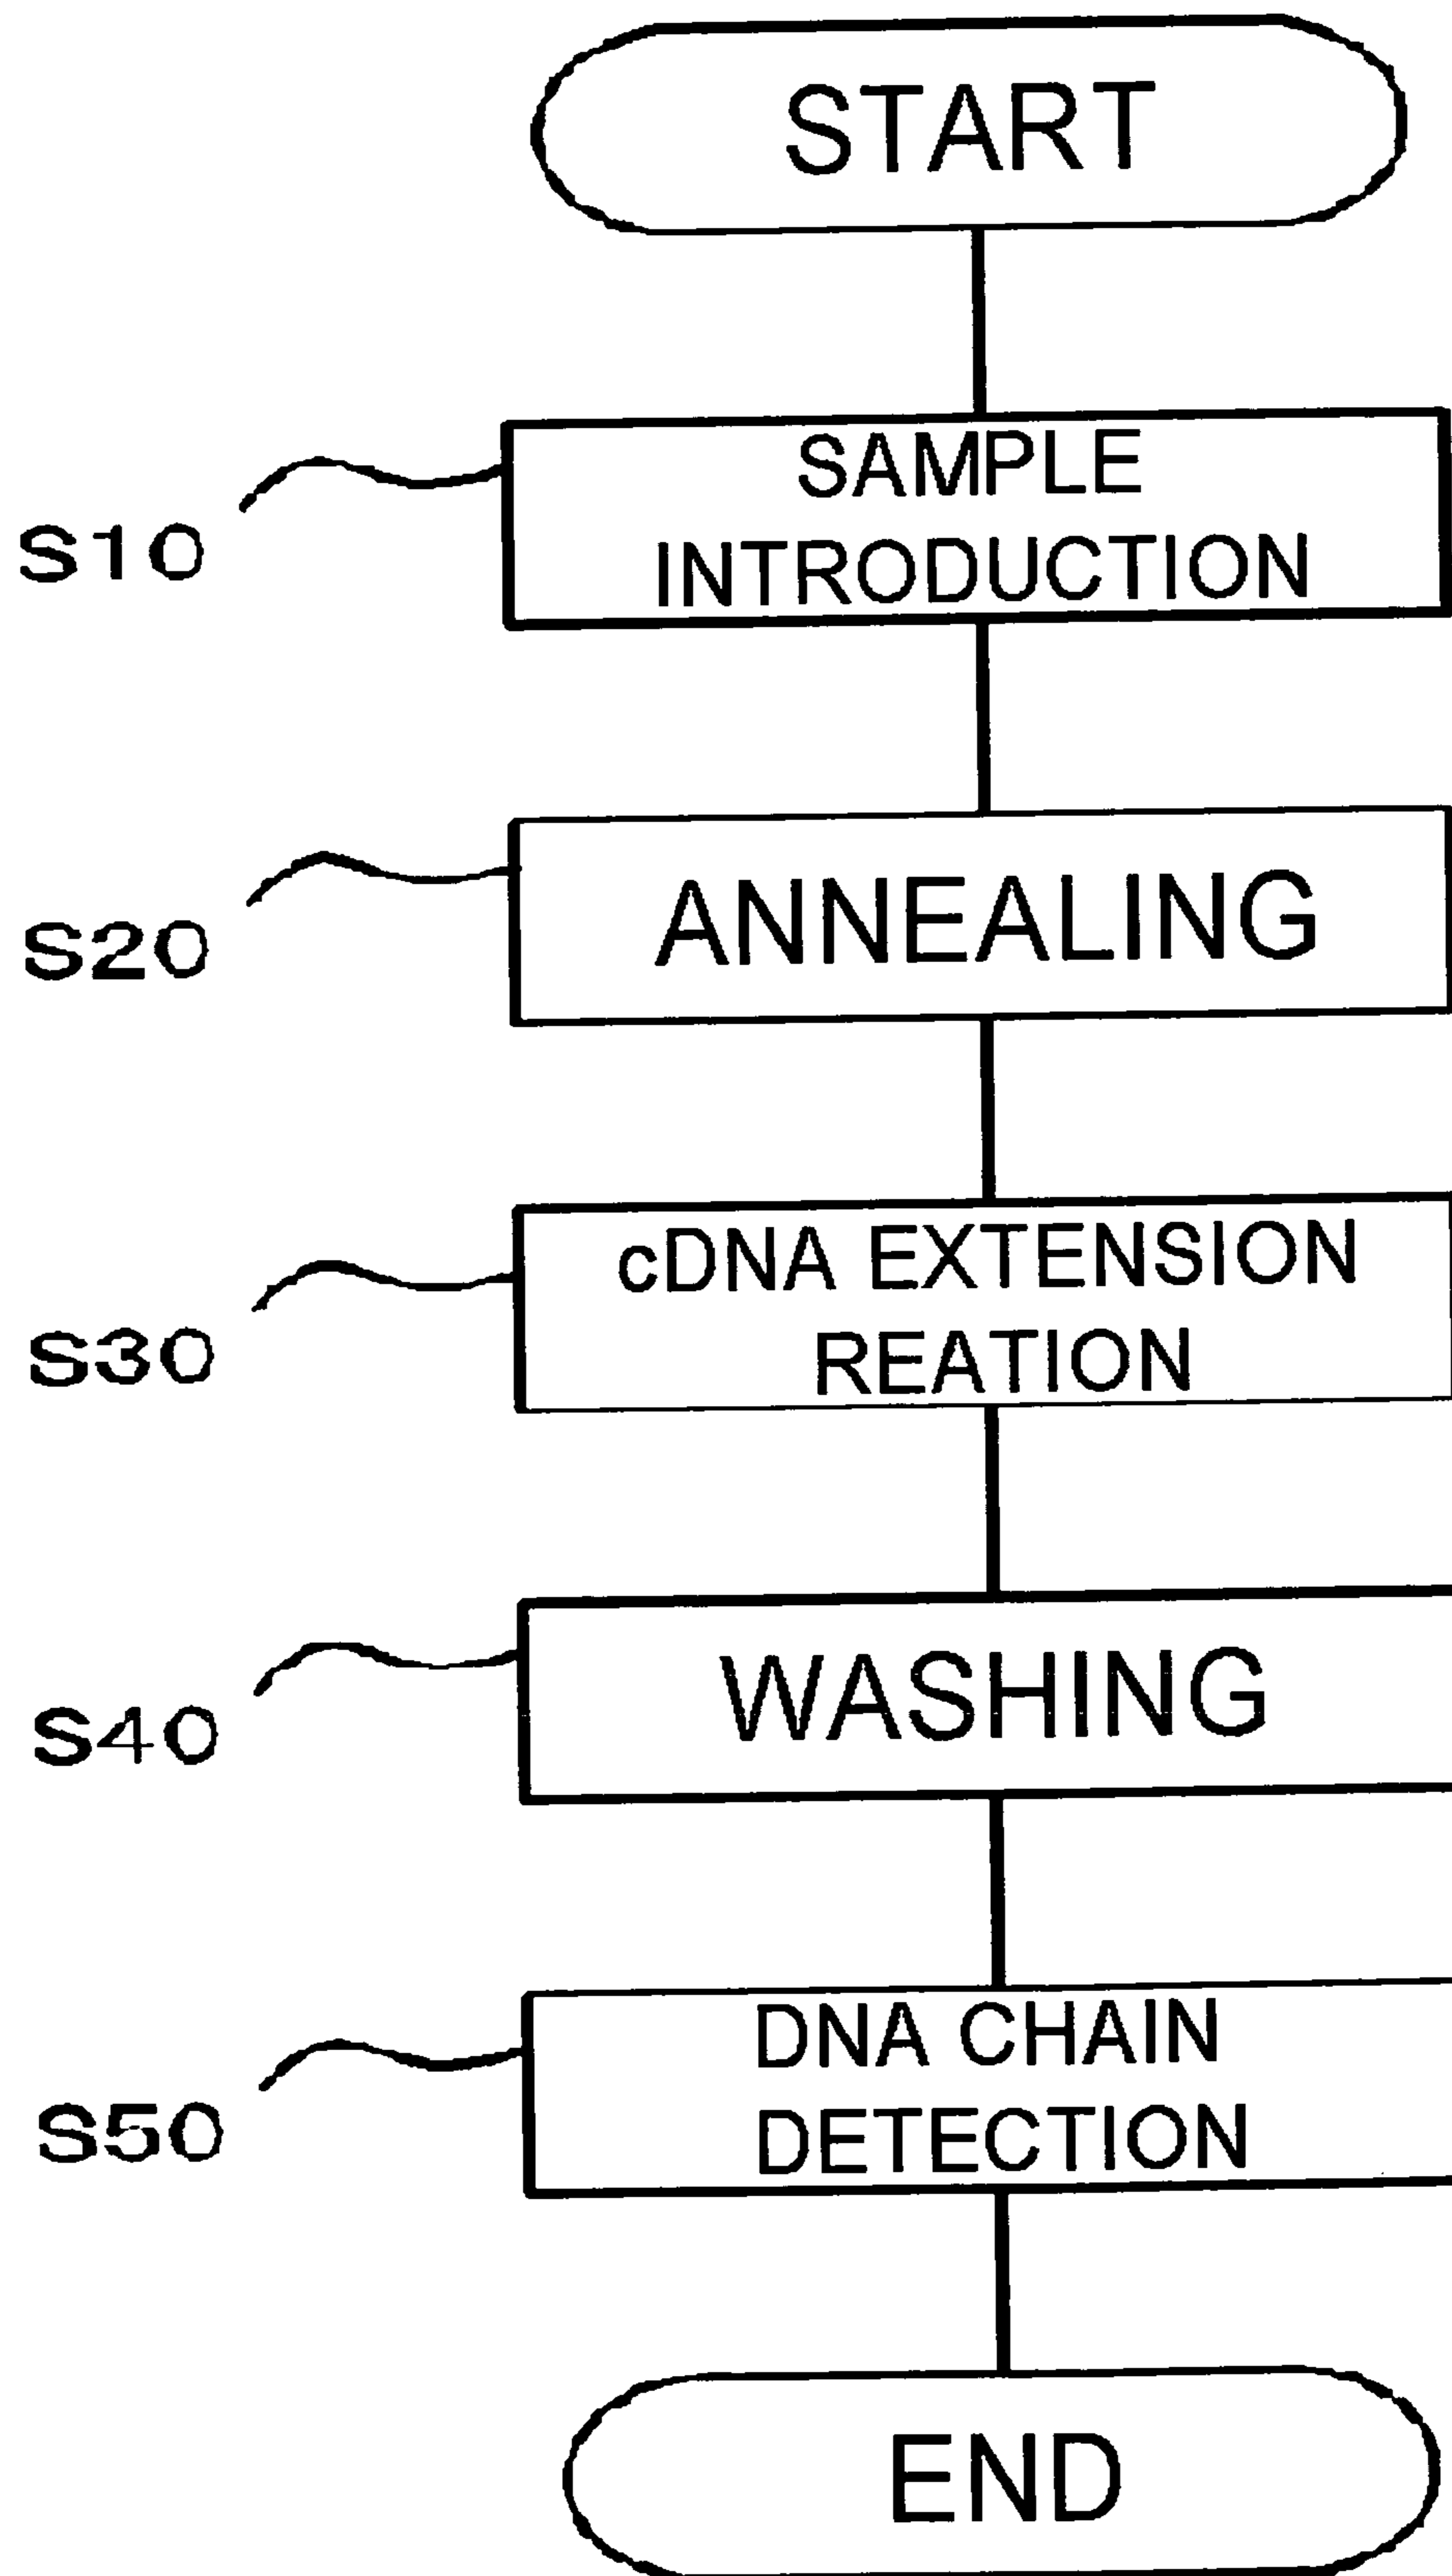 START
S10
SAMPLE
INTRODUCTION
S20
ANNEALING
S30
cDNA EXTENSION
REATION
S40
WASHING
S50
DNA CHAIN
DETECTION
END